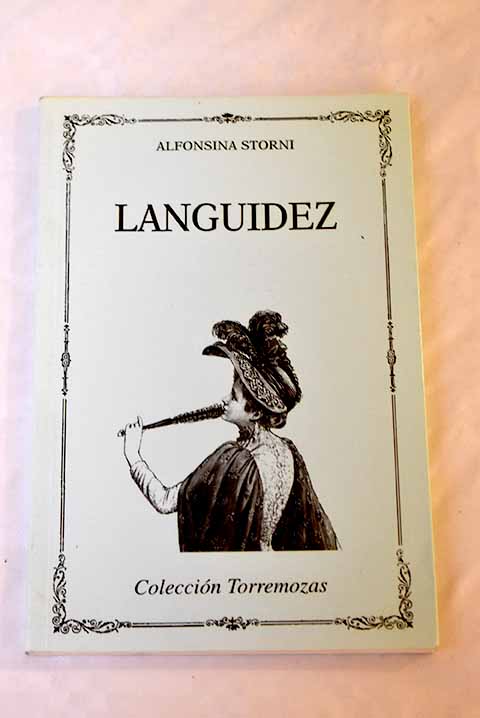 ALFONSINA STORNI
LANGUIDEZ
Colección Torremozas